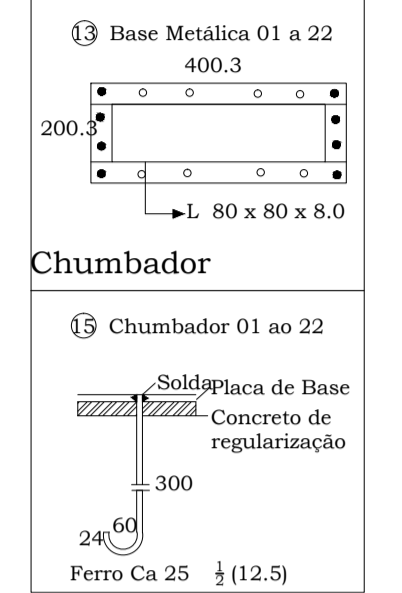 13 Base Metálica 01 a 22
400.3
200.3
L 80 x 80 x 8.0
Chumbador
15 Chumbador 01 ao 22
Solda
Placa de Base
Concreto de
regularização
300
60
24
Ferro Ca 25 1/2 (12.5)